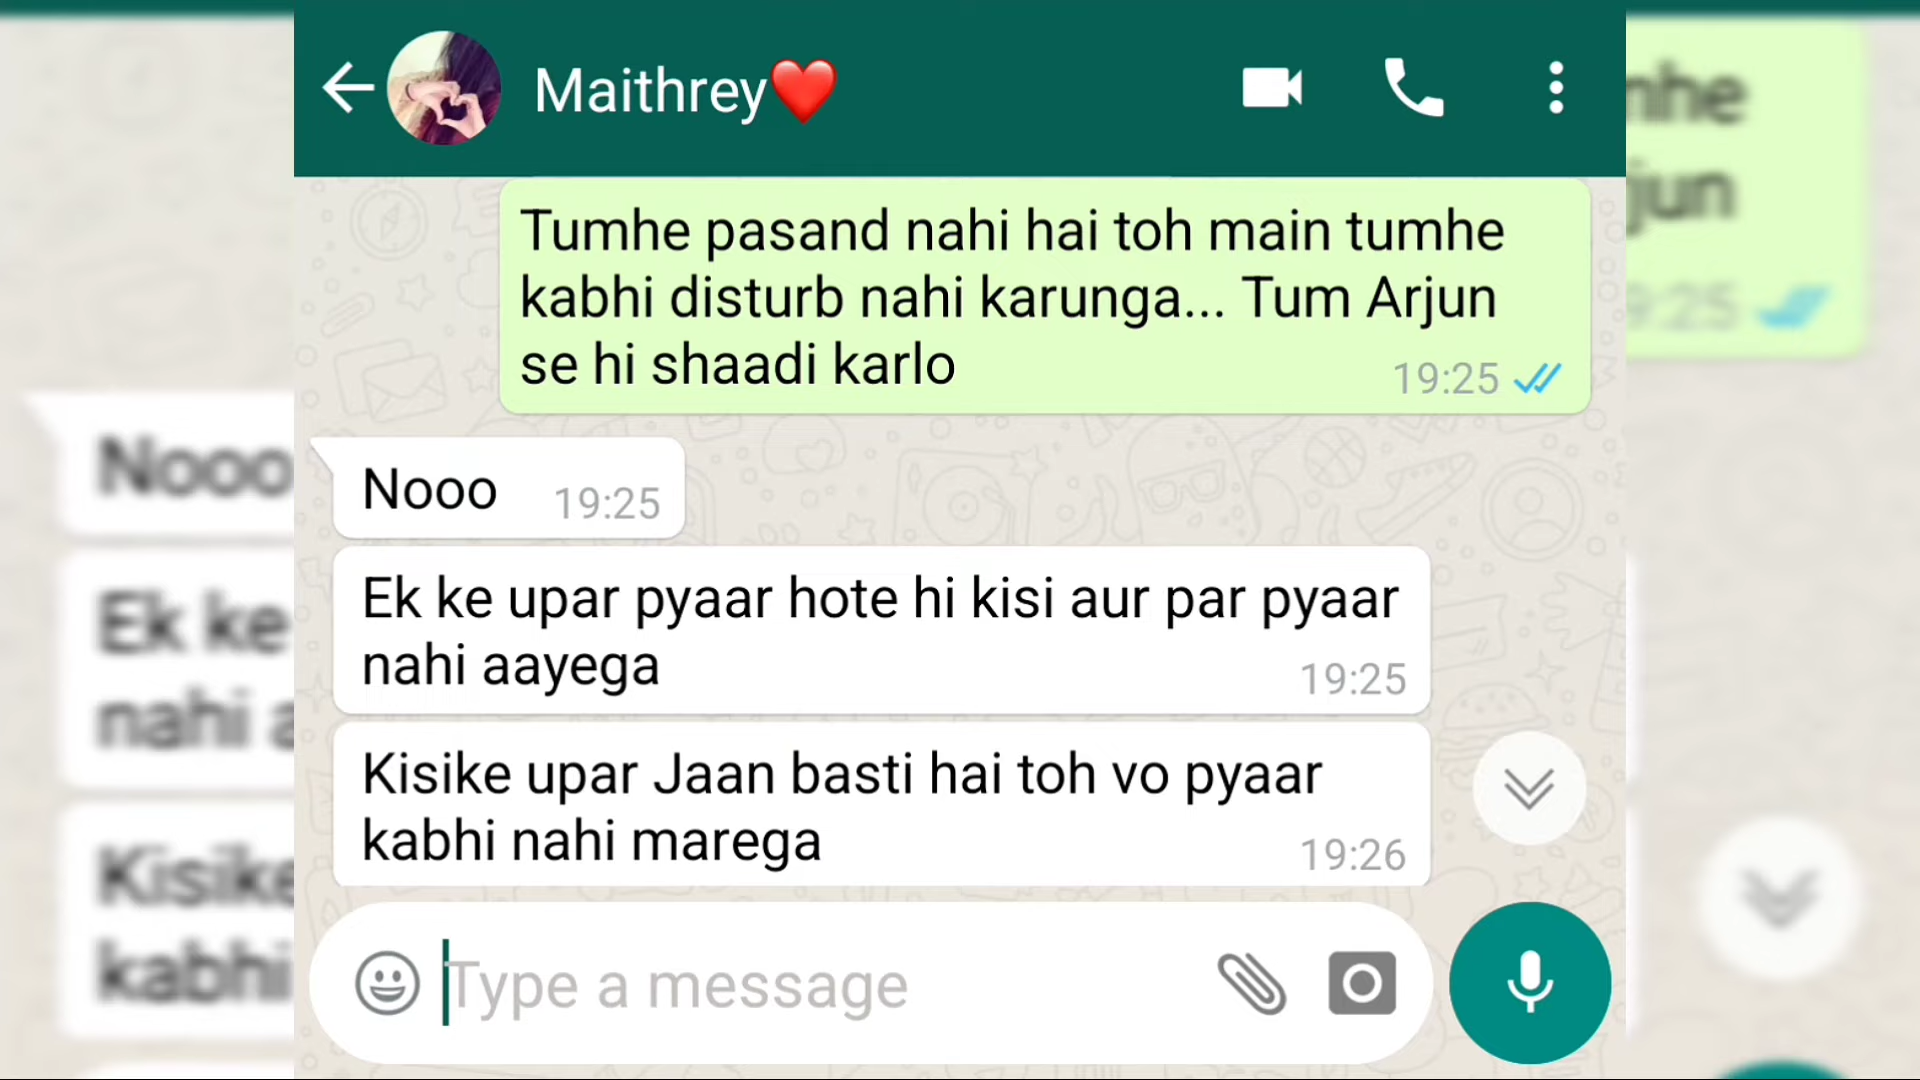 Maithrey❤️
Tumhe pasand nahi hai toh main tumhe
kabhi disturb nahi karunga... Tum Arjun
se hi shaadi karlo
19:25
Nooo
19:25
Ek ke upar pyaar hote hi kisi aur par pyaar
nahi aayega
19:25
Kisike upar Jaan basti hai toh vo pyaar
kabhi nahi marega
19:26
Type a message